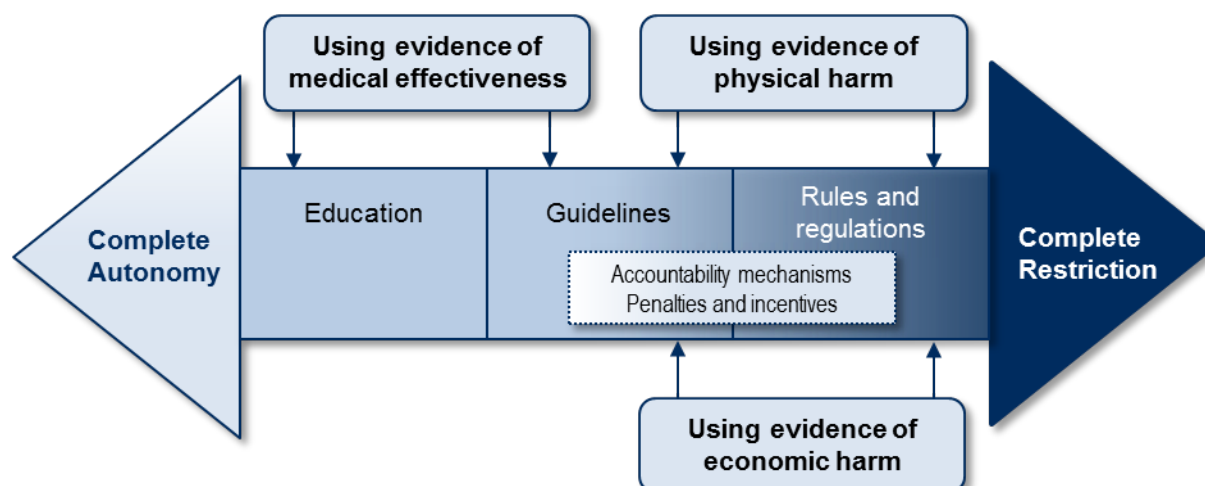 Using evidence of
medical effectiveness
Using evidence of
physical harm
Complete
Autonomy
Education
Guidelines
Rules and
regulations
Accountability mechanisms
Penalties and incentives
Complete
Restriction
Using evidence of
economic harm